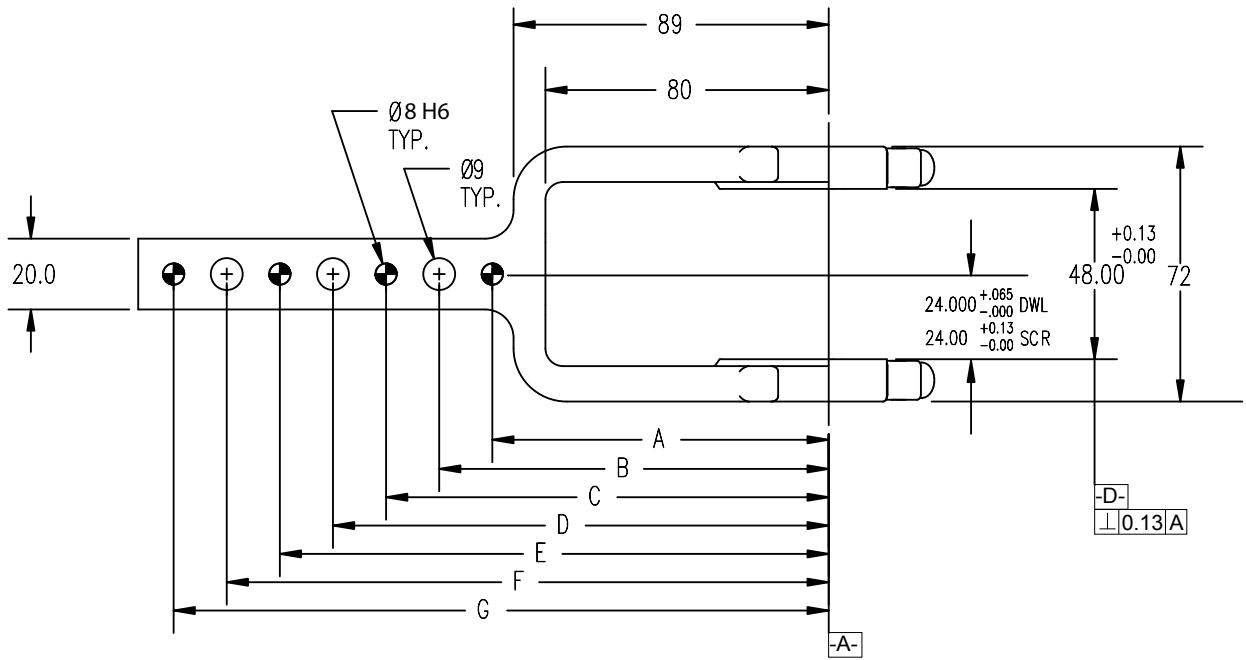 89
80
Ø8 H6
TYP.
Ø9
TYP.
20.0
48.00 +0.13 -0.00
72
24.000 +.065 -.000 DWL
24.00 +0.13 -0.00 SCR
A
B
C
D
E
F
G
-D-
⊥ 0.13 A
-A-